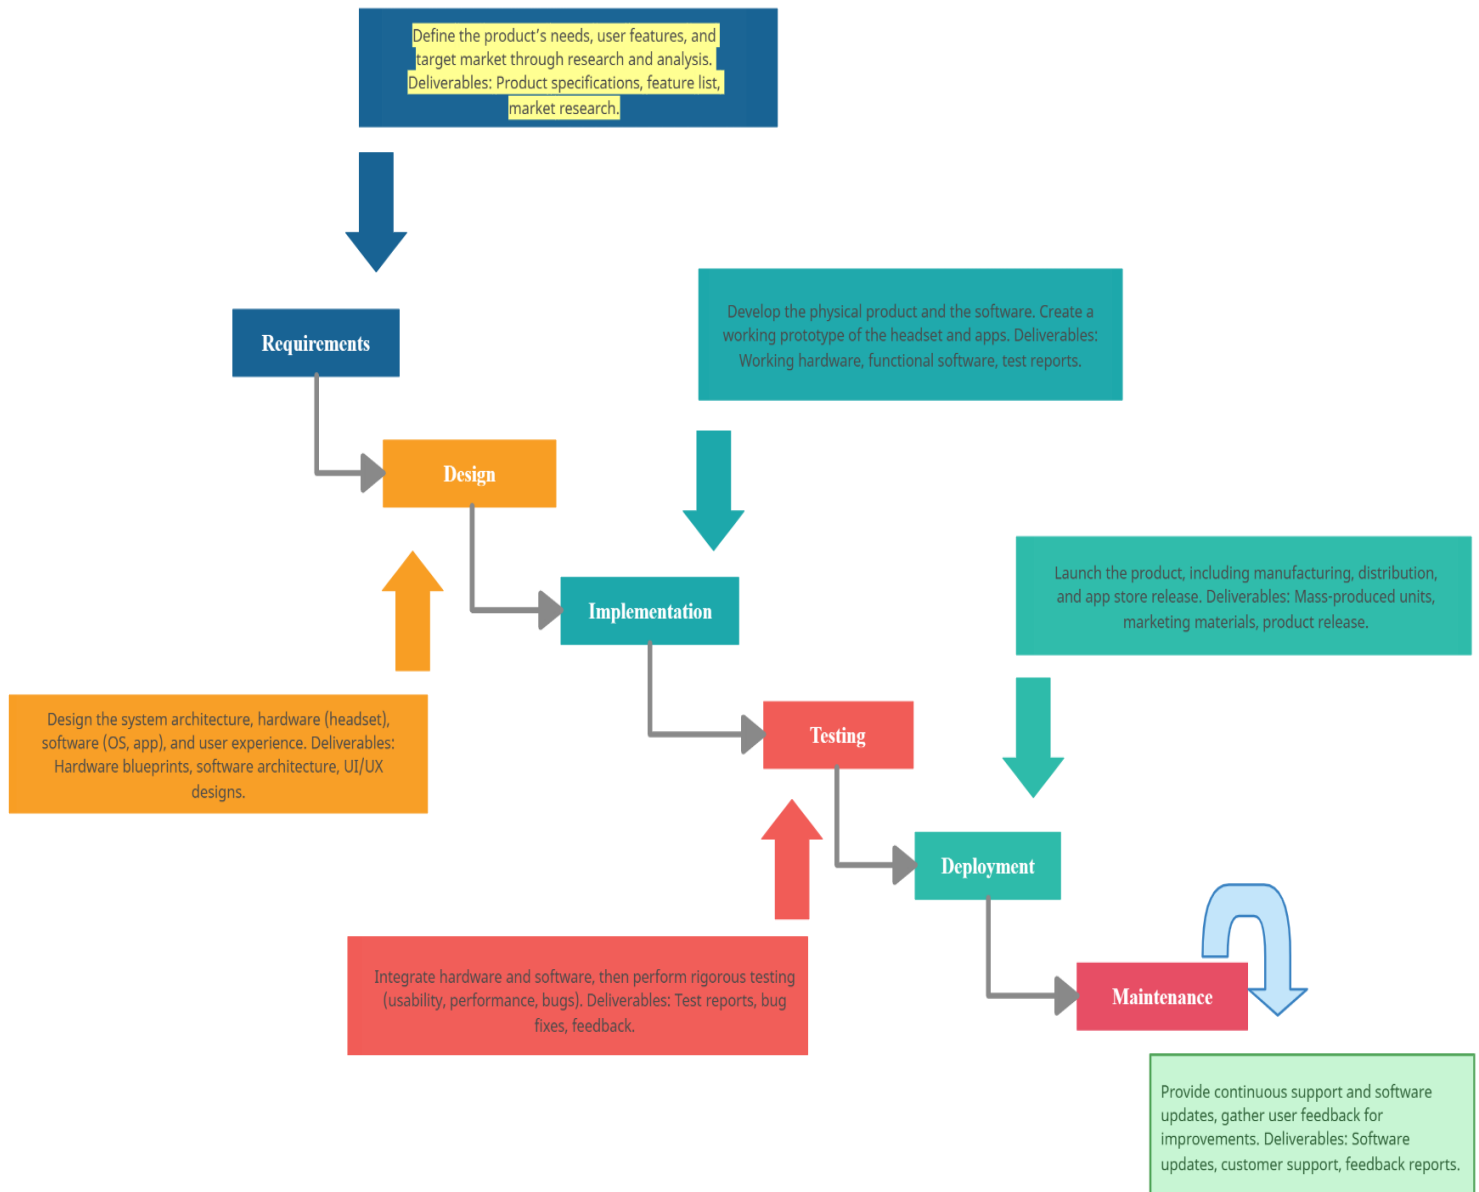 Define the product’s needs, user features, and
target market through research and analysis.
Deliverables: Product specifications, feature list,
market research.
Requirements
Develop the physical product and the software. Create a
working prototype of the headset and apps. Deliverables:
Working hardware, functional software, test reports.
Design
Implementation
Launch the product, including manufacturing, distribution,
and app store release. Deliverables: Mass-produced units,
marketing materials, product release.
Design the system architecture, hardware (headset),
software (OS, app), and user experience. Deliverables:
Hardware blueprints, software architecture, UI/UX
designs.
Testing
Deployment
Integrate hardware and software, then perform rigorous testing
(usability, performance, bugs). Deliverables: Test reports, bug
fixes, feedback.
Maintenance
Provide continuous support and software
updates, gather user feedback for
improvements. Deliverables: Software
updates, customer support, feedback reports.